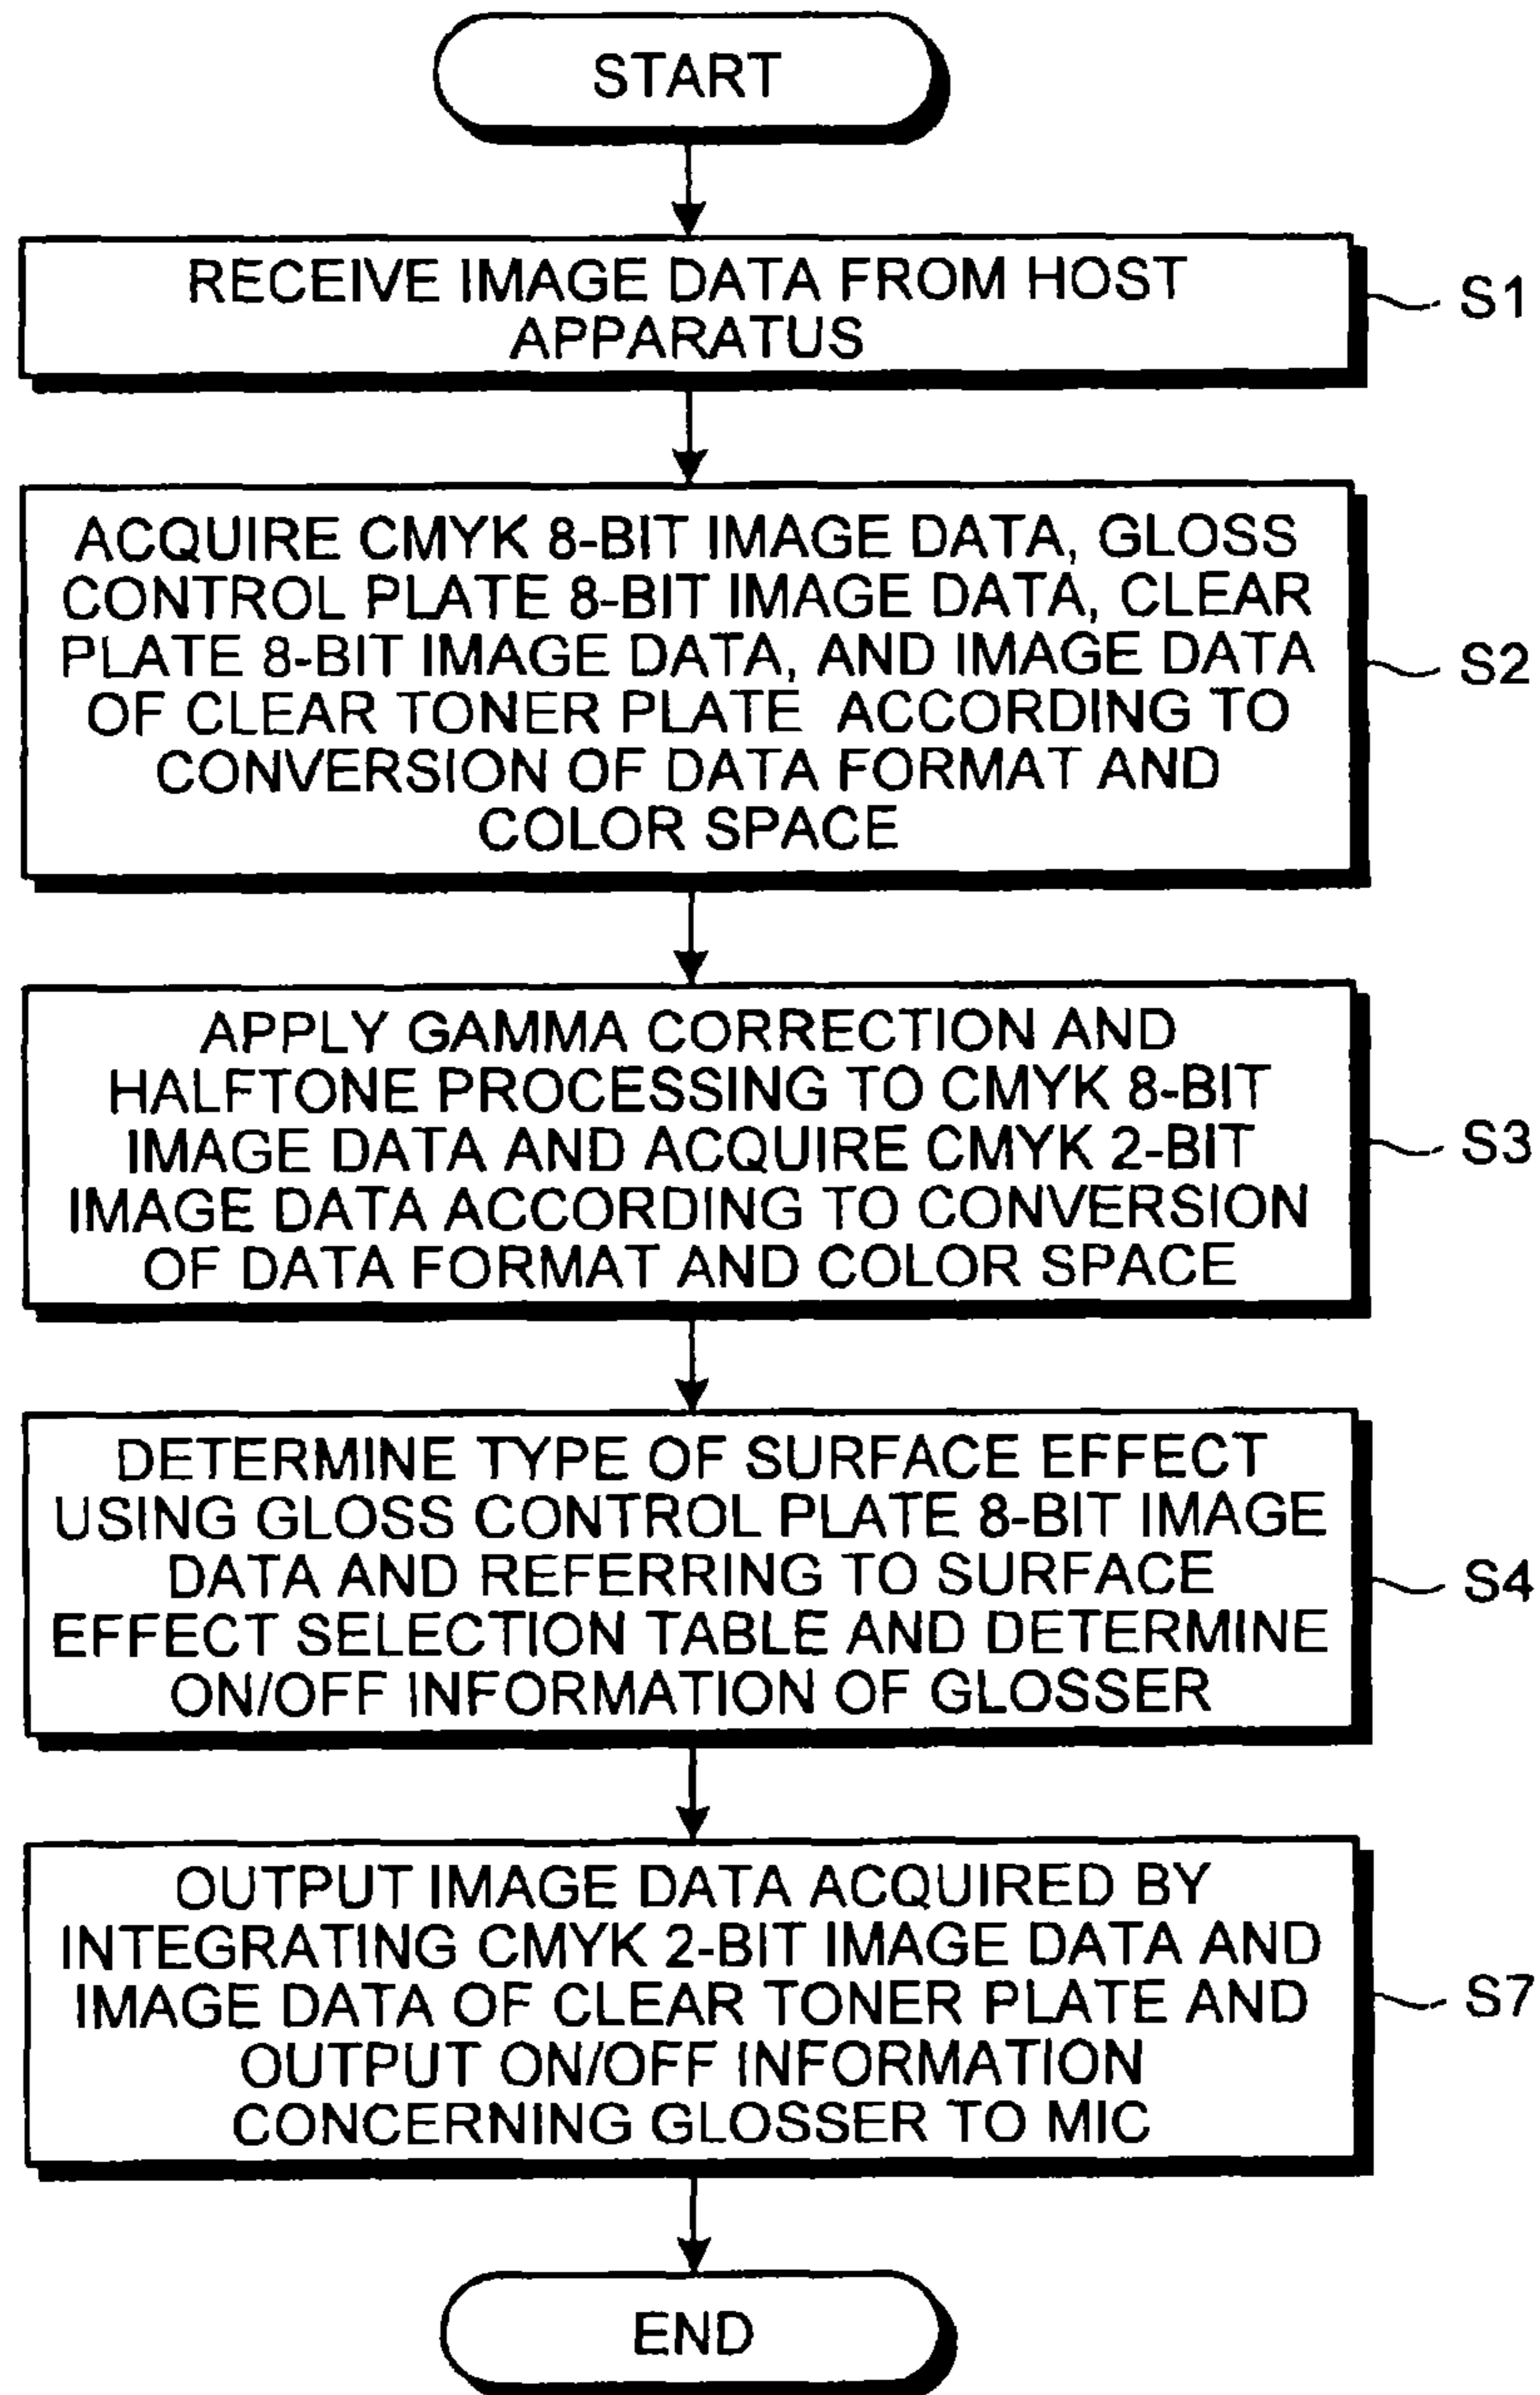 START
RECEIVE IMAGE DATA FROM HOST
APPARATUS
S1
ACQUIRE CMYK 8-BIT IMAGE DATA, GLOSS
CONTROL PLATE 8-BIT IMAGE DATA, CLEAR
PLATE 8-BIT IMAGE DATA, AND IMAGE DATA
OF CLEAR TONER PLATE ACCORDING TO
CONVERSION OF DATA FORMAT AND
COLOR SPACE
S2
APPLY GAMMA CORRECTION AND
HALFTONE PROCESSING TO CMYK 8-BIT
IMAGE DATA AND ACQUIRE CMYK 2-BIT
IMAGE DATA ACCORDING TO CONVERSION
OF DATA FORMAT AND COLOR SPACE
S3
DETERMINE TYPE OF SURFACE EFFECT
USING GLOSS CONTROL PLATE 8-BIT IMAGE
DATA AND REFERRING TO SURFACE
EFFECT SELECTION TABLE AND DETERMINE
ON/OFF INFORMATION OF GLOSSER
S4
OUTPUT IMAGE DATA ACQUIRED BY
INTEGRATING CMYK 2-BIT IMAGE DATA AND
IMAGE DATA OF CLEAR TONER PLATE AND
OUTPUT ON/OFF INFORMATION
CONCERNING GLOSSER TO MIC
S7
END